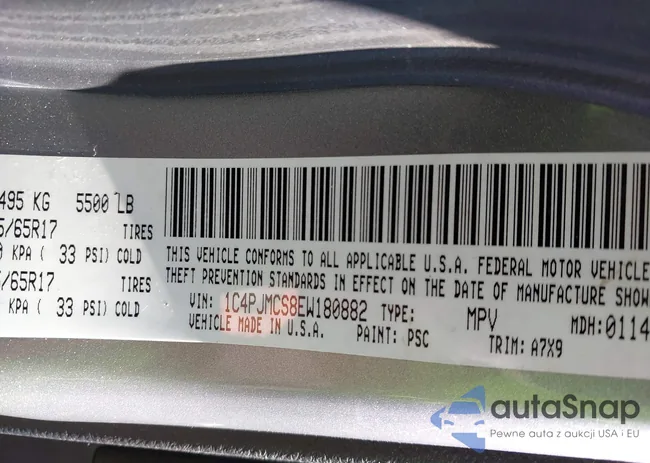 495 KG 5500 LB
5/65R17 TIRES
KPA ( 33 PSI) COLD
/65R17 TIRES
KPA ( 33 PSI) COLD
THIS VEHICLE CONFORMS TO ALL APPLICABLE U.S.A. FEDERAL MOTOR VEHICLE
THEFT PREVENTION STANDARDS IN EFFECT ON THE DATE OF MANUFACTURE SHOW
VIN: 1C4PJMCS8EW180882 TYPE: MPV MDH:0114
VEHICLE MADE IN U.S.A. PAINT: PSC TRIM: A7X9
autoSnap
Pewne auta z aukcji USA i EU